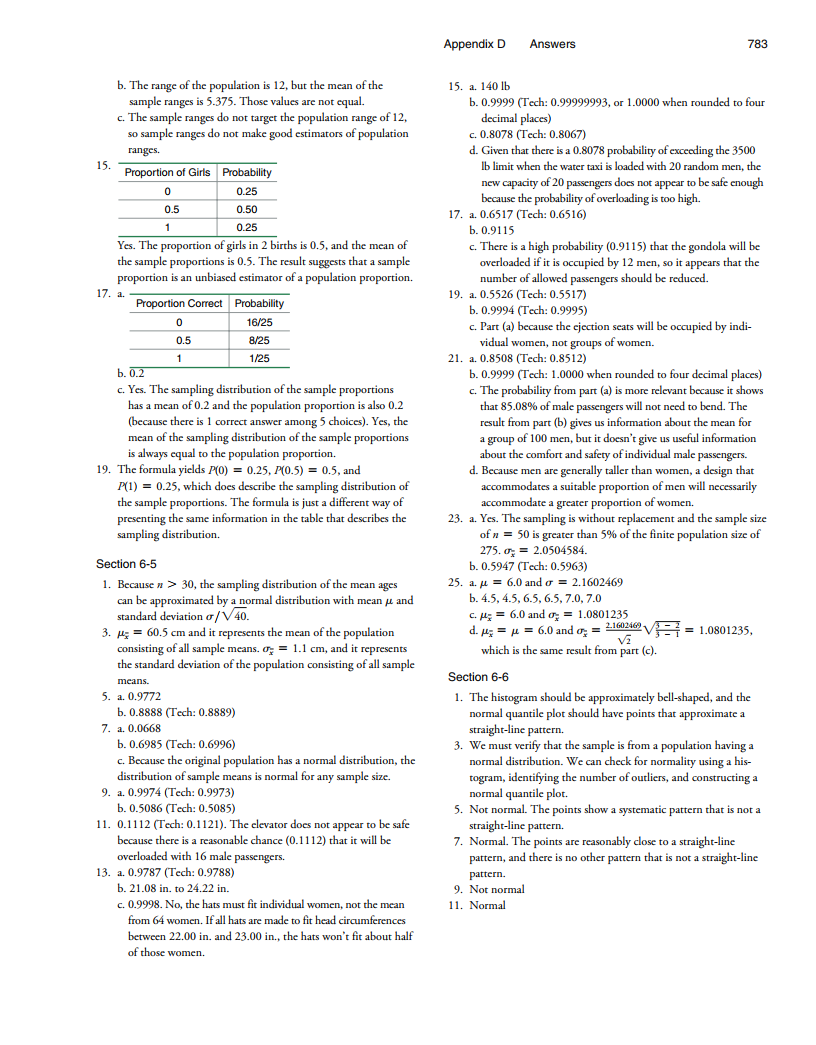 Appendix D Answers 783
b. The range of the population is 12, but the mean of the
sample ranges is 5.375. Those values are not equal.
c. The sample ranges do not target the population range of 12,
so sample ranges do not make good estimators of population
ranges.
15.
Proportion of Girls Probability
0 0.25
0.5 0.50
1 0.25
Yes. The proportion of girls in 2 births is 0.5, and the mean of
the sample proportions is 0.5. The result suggests that a sample
proportion is an unbiased estimator of a population proportion.
17. a.
Proportion Correct Probability
0 16/25
0.5 8/25
1 1/25
b. 0.2
c. Yes. The sampling distribution of the sample proportions
has a mean of 0.2 and the population proportion is also 0.2
(because there is 1 correct answer among 5 choices). Yes, the
mean of the sampling distribution of the sample proportions
is always equal to the population proportion.
19. The formula yields P(0) = 0.25, P(0.5) = 0.5, and
P(1) = 0.25, which does describe the sampling distribution of
the sample proportions. The formula is just a different way of
presenting the same information in the table that describes the
sampling distribution.
Section 6-5
1. Because n > 30, the sampling distribution of the mean ages
can be approximated by a normal distribution with mean μ and
standard deviation σ/√40.
3. μx̄ = 60.5 cm and it represents the mean of the population
consisting of all sample means. σx̄ = 1.1 cm, and it represents
the standard deviation of the population consisting of all sample
means.
5. a. 0.9772
b. 0.8888 (Tech: 0.8889)
7. a. 0.0668
b. 0.6985 (Tech: 0.6996)
c. Because the original population has a normal distribution, the
distribution of sample means is normal for any sample size.
9. a. 0.9974 (Tech: 0.9973)
b. 0.5086 (Tech: 0.5085)
11. 0.1112 (Tech: 0.1121). The elevator does not appear to be safe
because there is a reasonable chance (0.1112) that it will be
overloaded with 16 male passengers.
13. a. 0.9787 (Tech: 0.9788)
b. 21.08 in. to 24.22 in.
c. 0.9998. No, the hats must fit individual women, not the mean
from 64 women. If all hats are made to fit head circumferences
between 22.00 in. and 23.00 in., the hats won't fit about half
of those women.
15. a. 140 lb
b. 0.9999 (Tech: 0.99999993, or 1.0000 when rounded to four
decimal places)
c. 0.8078 (Tech: 0.8067)
d. Given that there is a 0.8078 probability of exceeding the 3500
lb limit when the water taxi is loaded with 20 random men, the
new capacity of 20 passengers does not appear to be safe enough
because the probability of overloading is too high.
17. a. 0.6517 (Tech: 0.6516)
b. 0.9115
c. There is a high probability (0.9115) that the gondola will be
overloaded if it is occupied by 12 men, so it appears that the
number of allowed passengers should be reduced.
19. a. 0.5526 (Tech: 0.5517)
b. 0.9994 (Tech: 0.9995)
c. Part (a) because the ejection seats will be occupied by indi-
vidual women, not groups of women.
21. a. 0.8508 (Tech: 0.8512)
b. 0.9999 (Tech: 1.0000 when rounded to four decimal places)
c. The probability from part (a) is more relevant because it shows
that 85.08% of male passengers will not need to bend. The
result from part (b) gives us information about the mean for
a group of 100 men, but it doesn't give us useful information
about the comfort and safety of individual male passengers.
d. Because men are generally taller than women, a design that
accommodates a suitable proportion of men will necessarily
accommodate a greater proportion of women.
23. a. Yes. The sampling is without replacement and the sample size
of n = 50 is greater than 5% of the finite population size of
275. σx̄ = 2.0504584.
b. 0.5947 (Tech: 0.5963)
25. a. μ = 6.0 and σ = 2.1602469
b. 4.5, 4.5, 6.5, 6.5, 7.0, 7.0
c. μx̄ = 6.0 and σx̄ = 1.0801235
d. μx̄ = μ = 6.0 and σx̄ = 2.1602469/√2 √((3 − 2)/(3 − 1)) = 1.0801235,
which is the same result from part (c).
Section 6-6
1. The histogram should be approximately bell-shaped, and the
normal quantile plot should have points that approximate a
straight-line pattern.
3. We must verify that the sample is from a population having a
normal distribution. We can check for normality using a his-
togram, identifying the number of outliers, and constructing a
normal quantile plot.
5. Not normal. The points show a systematic pattern that is not a
straight-line pattern.
7. Normal. The points are reasonably close to a straight-line
pattern, and there is no other pattern that is not a straight-line
pattern.
9. Not normal
11. Normal